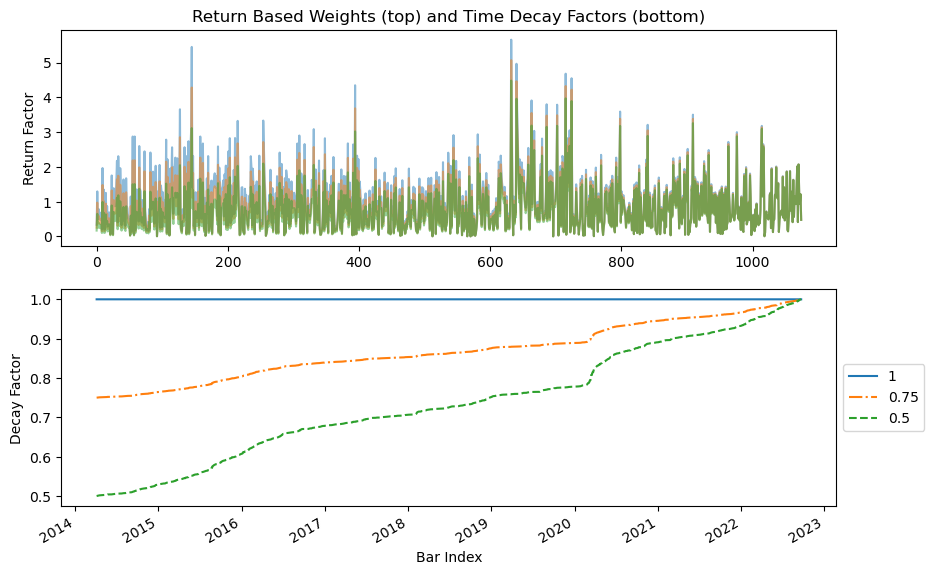 Return Based Weights (top) and Time Decay Factors (bottom)
Return Factor
5
4
3
2
1
0
0 200 400 600 800 1000
Decay Factor
1.0
0.9
0.8
0.7
0.6
0.5
2014 2015 2016 2017 2018 2019 2020 2021 2022 2023
Bar Index
1
0.75
0.5